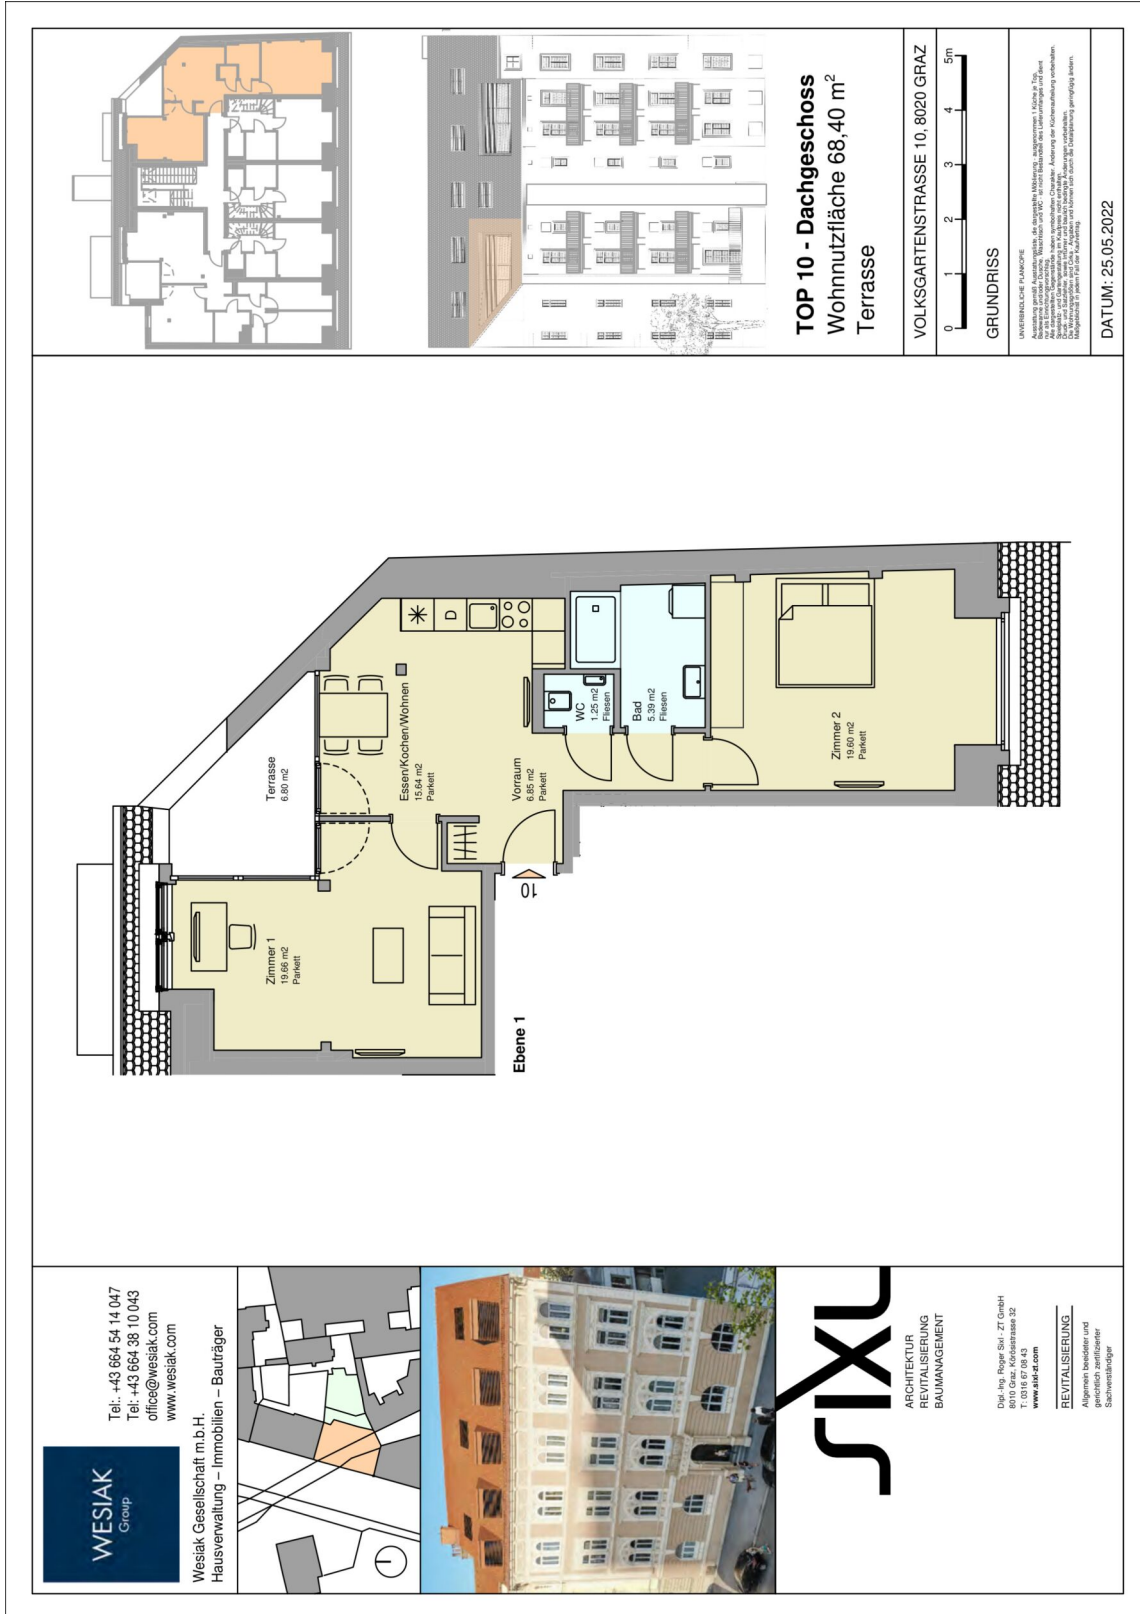 WESIAK
Group
Tel:. +43 664 54 14 047
Tel: +43 664 38 10 043
office@wesiak.com
www.wesiak.com
Wesiak Gesellschaft m.b.H.
Hausverwaltung – Immobilien – Bauträger
SIXL
ARCHITEKTUR
REVITALISIERUNG
BAUMANAGEMENT
Dipl.-Ing. Roger Sixl - ZT GmbH
8010 Graz, Körösistrasse 32
T: 0316 67 08 43
www.sixl-zt.com
REVITALISIERUNG
Allgemein beeideter und
gerichtlich zertifizierter
Sachverständiger
Zimmer 1
19.66 m2
Parkett
Terrasse
6.80 m2
Essen/Kochen/Wohnen
15.64 m2
Parkett
D
Vorraum
6.85 m2
Parkett
10
WC
1.25 m2
Fliesen
Bad
5.39 m2
Fliesen
Zimmer 2
19.60 m2
Parkett
Ebene 1
TOP 10 - Dachgeschoss
Wohnnutzfläche 68,40 m²
Terrasse
VOLKSGARTENSTRASSE 10, 8020 GRAZ
0 1 2 3 4 5m
GRUNDRISS
UNVERBINDLICHE PLANKOPIE
DATUM: 25.05.2022